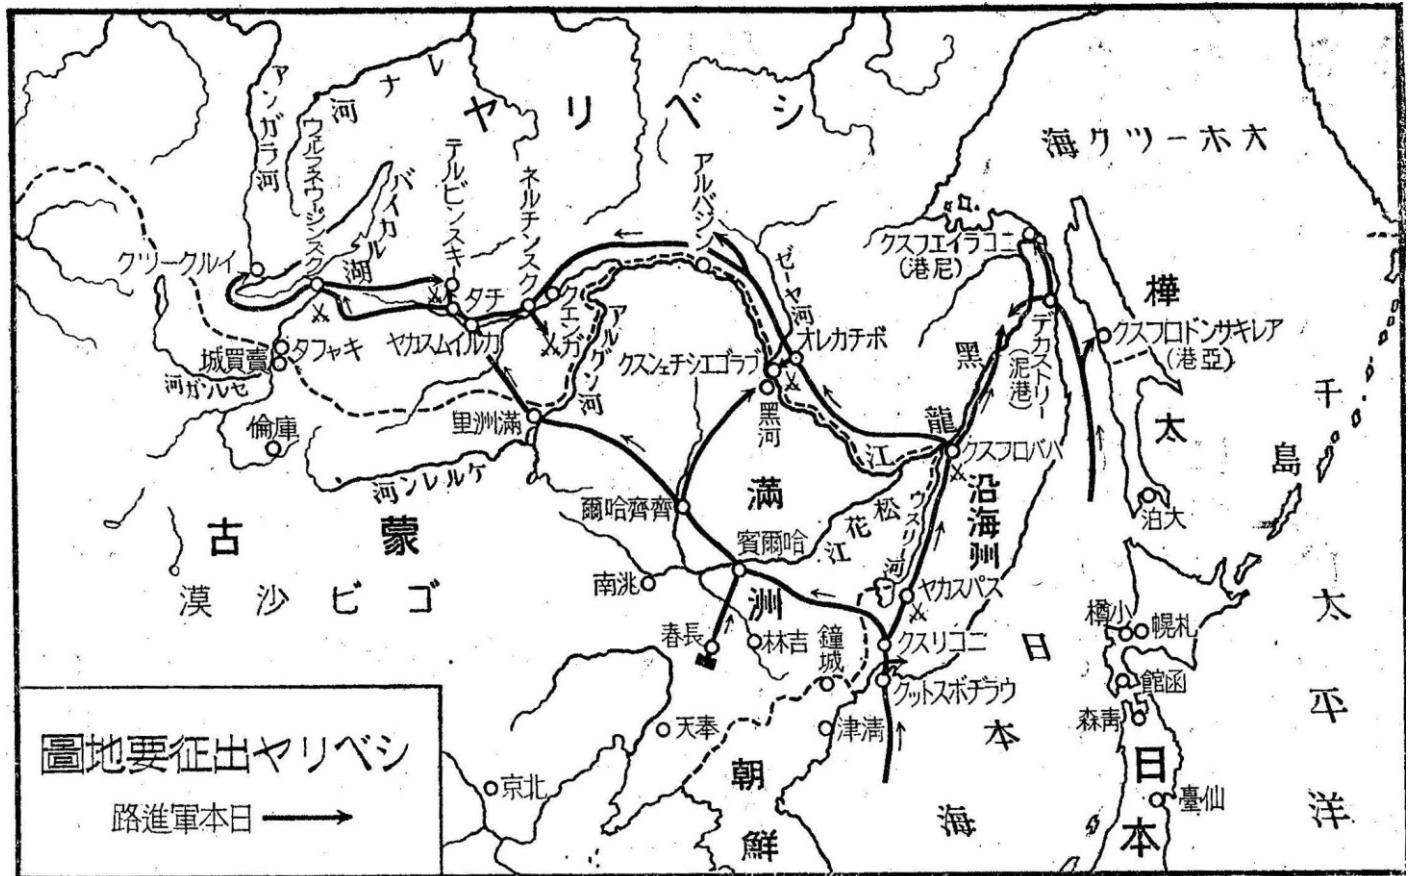 シベリヤ
オホーツク海
レナ河
アンガラ河
ウェルフネウジンスク
バイカル湖
テルビンスキ
ネルチンスク
アルバジン
ゼーヤ河
ニコライエフスク
(尼港)
樺太
アレキサンドロフスク
(亞港)
デカストリー
(泥港)
イルクーツク
チタ
クエンガ
カルイムスカヤ
アルグン河
キャフタ
賣買城
セルンガ河
ボチカレオ
ブラゴエシチェンスク
黑河
黑龍江
千島
庫倫
滿洲里
ケルレン河
ハバロフスク
ウスリー河
沿海州
大泊
齊齊哈爾
滿洲
松花江
哈爾賓
蒙古
ゴビ沙漠
洮南
スパスカヤ
長春
吉林
鐘城
ニコリスク
ウラヂボストック
小樽
札幌
函館
靑森
太平洋
日本海
奉天
淸津
北京
朝鮮
日本
仙臺
シベリヤ出征要地圖
日本軍進路